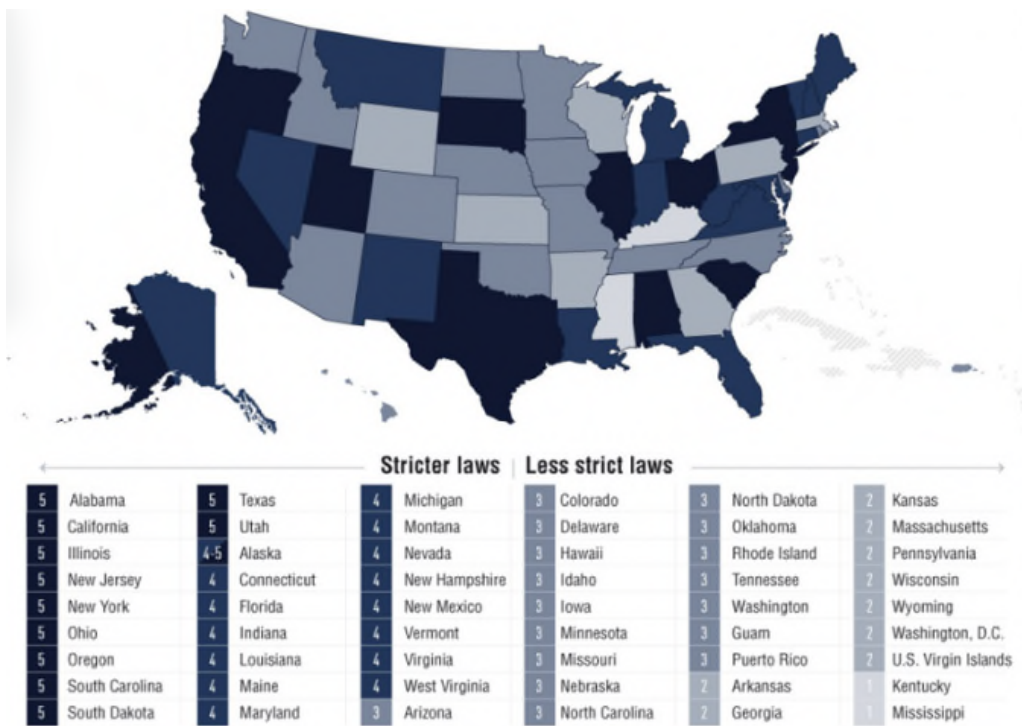 Stricter laws | Less strict laws
5 Alabama
5 California
5 Illinois
5 New Jersey
5 New York
5 Ohio
5 Oregon
5 South Carolina
5 South Dakota
5 Texas
5 Utah
4-5 Alaska
4 Connecticut
4 Florida
4 Indiana
4 Louisiana
4 Maine
4 Maryland
4 Michigan
4 Montana
4 Nevada
4 New Hampshire
4 New Mexico
4 Vermont
4 Virginia
4 West Virginia
3 Arizona
3 Colorado
3 Delaware
3 Hawaii
3 Idaho
3 Iowa
3 Minnesota
3 Missouri
3 Nebraska
3 North Carolina
3 North Dakota
3 Oklahoma
3 Rhode Island
3 Tennessee
3 Washington
3 Guam
3 Puerto Rico
2 Arkansas
2 Georgia
2 Kansas
2 Massachusetts
2 Pennsylvania
2 Wisconsin
2 Wyoming
2 Washington, D.C.
2 U.S. Virgin Islands
1 Kentucky
1 Mississippi